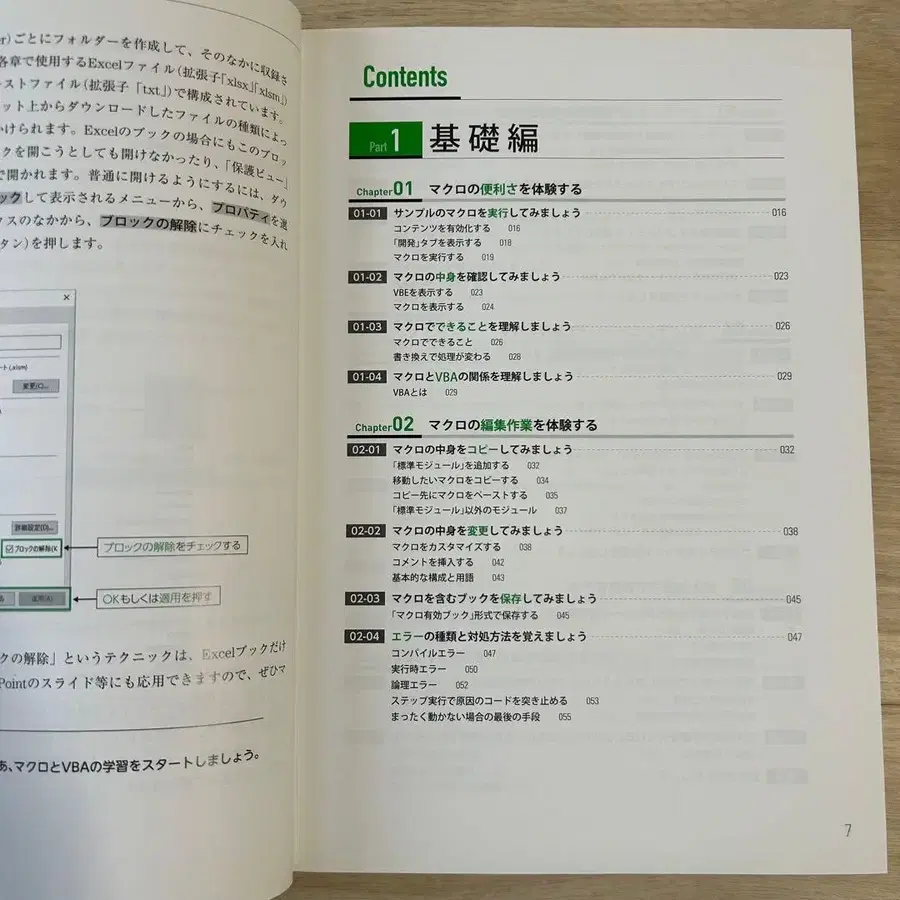 er)ごとにフォルダーを作成して、そのなかに収録さ
各章で使用するExcelファイル(拡張子「xlsx」「xlsm」)
ストファイル(拡張子「txt」)で構成されています。
ット上からダウンロードしたファイルの種類によっ
かけられます。Excelのブックの場合にもこのブロッ
クを開こうとしても開けなかったり、「保護ビュー」
で開かれます。普通に開けるようにするには、ダウ
ックして表示されるメニューから、プロパティを選
クスのなかから、ブロックの解除にチェックを入れ
タン)を押します。
ート(.xlsm)
変更(C)...
詳細設定(D)...
ブロックの解除(K
ブロックの解除をチェックする
適用(A)
OKもしくは適用を押す
クの解除」というテクニックは、Excelブックだけ
Pointのスライド等にも応用できますので、ぜひマ
あ、マクロとVBAの学習をスタートしましょう。
Contents
Part 1 基礎編
Chapter 01 マクロの便利さを体験する
01-01 サンプルのマクロを実行してみましょう 016
コンテンツを有効化する 016
「開発」タブを表示する 018
マクロを実行する 019
01-02 マクロの中身を確認してみましょう 023
VBEを表示する 023
マクロを表示する 024
01-03 マクロでできることを理解しましょう 026
マクロでできること 026
書き換えで処理が変わる 028
01-04 マクロとVBAの関係を理解しましょう 029
VBAとは 029
Chapter 02 マクロの編集作業を体験する
02-01 マクロの中身をコピーしてみましょう 032
「標準モジュール」を追加する 032
移動したいマクロをコピーする 034
コピー先にマクロをペーストする 035
「標準モジュール」以外のモジュール 037
02-02 マクロの中身を変更してみましょう 038
マクロをカスタマイズする 038
コメントを挿入する 042
基本的な構成と用語 043
02-03 マクロを含むブックを保存してみましょう 045
「マクロ有効ブック」形式で保存する 045
02-04 エラーの種類と対処方法を覚えましょう 047
コンパイルエラー 047
実行時エラー 050
論理エラー 052
ステップ実行で原因のコードを突き止める 053
まったく動かない場合の最後の手段 055
7